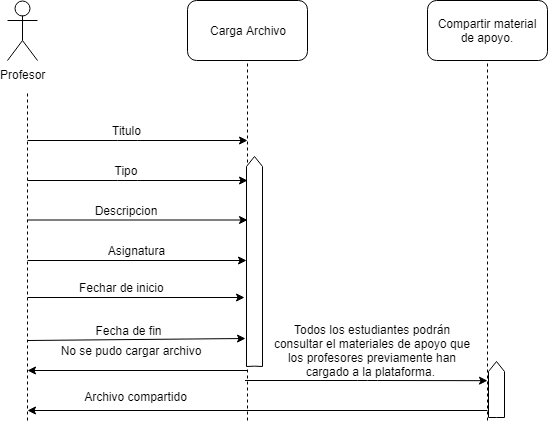 Profesor
Carga Archivo
Compartir material
de apoyo.
Titulo
Tipo
Descripcion
Asignatura
Fechar de inicio
Fecha de fin
No se pudo cargar archivo
Todos los estudiantes podrán
consultar el materiales de apoyo que
los profesores previamente han
cargado a la plataforma.
Archivo compartido